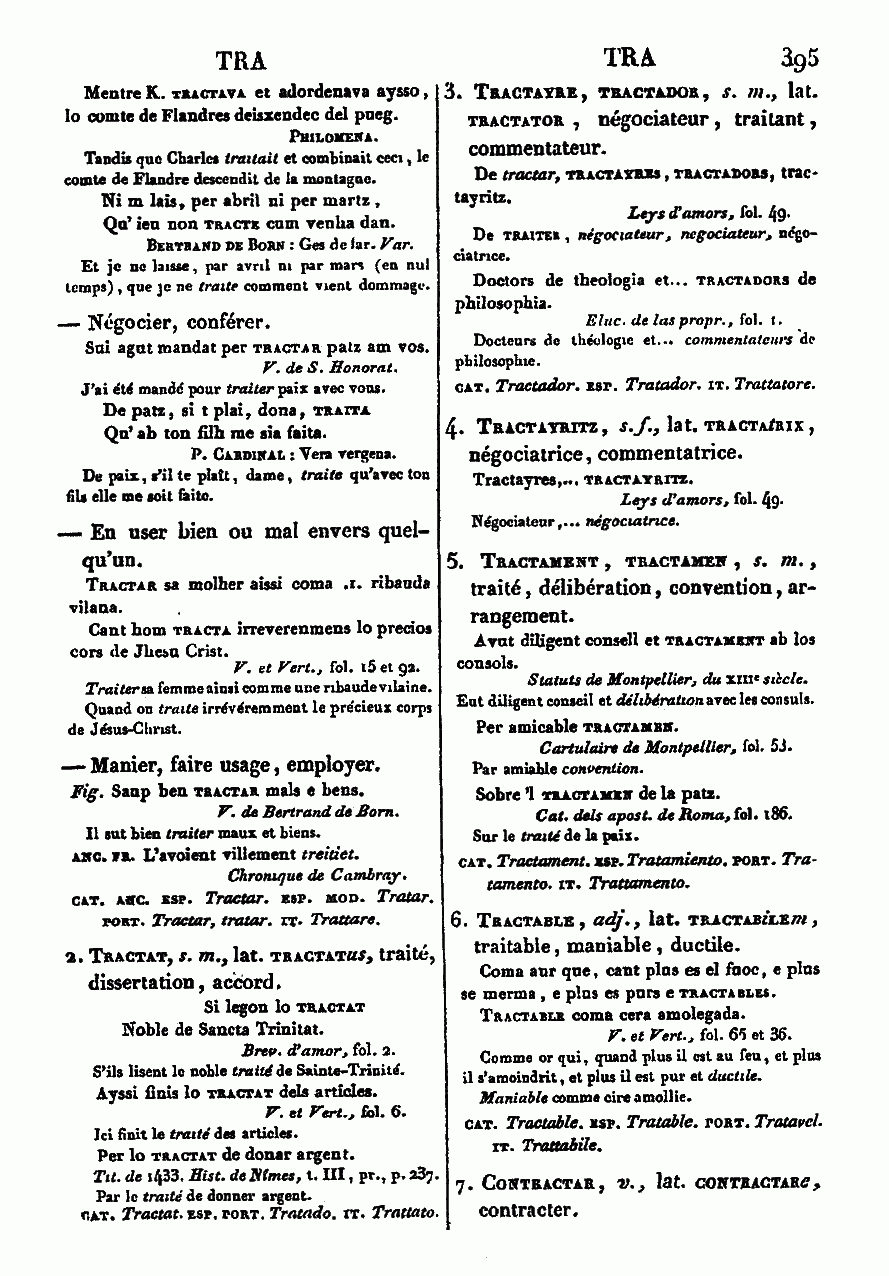 TRA
TRA 395
Mentre K. TRACTAVA et adordenava aysso,
lo comte de Flandres deissendec del pueg.
PHILOMENA.
Tandis que Charles traitait et combinait ceci, le
comte de Flandre descendit de la montagne.
Ni m lais, per abril ni per martz,
Qu' ieu non TRACTE cum venha dan.
BERTRAND DE BORN : Ges de far. Var.
Et je ne laisse, par avril ni par mars (en nul
temps), que je ne traite comment vient dommage.
— Négocier, conférer.
Sui agut mandat per TRACTAR patz am vos.
V. de S. Honorat.
J'ai été mandé pour traiter paix avec vous.
De patz, si t plai, dona, TRAITA
Qu' ab ton filh me sia faita.
P. CARDINAL : Vera vergena.
De paix, s'il te plaît, dame, traite qu'avec ton
fils elle me soit faite.
— En user bien ou mal envers quel-
qu'un.
TRACTAR sa molher aissi coma .I. ribauda
vilana.
Cant hom TRACTA irreverenmens lo precios
cors de Jhesu Crist.
V. et Vert., fol. 15 et 92.
Traiter sa femme ainsi comme une ribaude vilaine.
Quand on traite irrévéremment le précieux corps
de Jésus-Christ.
— Manier, faire usage, employer.
Fig. Saup ben TRACTAR mals e bens.
V. de Bertrand de Born.
Il sut bien traiter maux et biens.
ANC. FR. L'avoient villement treitiet.
Chronique de Cambray.
CAT. ANC. ESP. Tractar. ESP. MOD. Tratar.
PORT. Tractar, tratar. IT. Trattare.
2. TRACTAT, s. m., lat. TRACTATUS, traité,
dissertation, accord.
Si legon lo TRACTAT
Noble de Sancta Trinitat.
Brev. d'amor, fol. 2.
S'ils lisent le noble traité de Sainte-Trinité.
Ayssi finis lo TRACTAT dels articles.
V. et Vert., fol. 6.
Ici finit le traité des articles.
Per lo TRACTAT de donar argent.
Tit. de 1433. Hist. de Nîmes, t. III, pr., p. 237.
Par le traité de donner argent.
CAT. Tractat. ESP. PORT. Tratado. IT. Trattato.
3. TRACTAYRE, TRACTADOR, s. m., lat.
TRACTATOR, négociateur, traitant,
commentateur.
De tractar, TRACTAYRES, TRACTADORS, trac-
tayritz.
Leys d'amors, fol. 49.
De TRAITER, négociateur, negociateur, négo-
ciatrice.
Doctors de theologia et... TRACTADORS de
philosophia.
Eluc. de las propr., fol. 1.
Docteurs de théologie et... commentateurs de
philosophie.
CAT. Tractador. ESP. Tratador. IT. Trattatore.
4. TRACTAYRITZ, s. f., lat. TRACTATRIX,
négociatrice, commentatrice.
Tractayres,... TRACTAYRITZ.
Leys d'amors, fol. 49.
Négociateur,... négociatrice.
5. TRACTAMENT, TRACTAMEN, s. m.,
traité, délibération, convention, ar-
rangement.
Avut diligent consell et TRACTAMENT ab los
consols.
Statuts de Montpellier, du XIIIe siècle.
Eut diligent conseil et délibération avec les consuls.
Per amicable TRACTAMEN.
Cartulaire de Montpellier, fol. 53.
Par amiable convention.
Sobre 'l TRACTAMEN de la patz.
Cat. dels apost. de Roma, fol. 186.
Sur le traité de la paix.
CAT. Tractament. ESP. Tratamiento. PORT. Tra-
tamento. IT. Trattamento.
6. TRACTABLE, adj., lat. TRACTABILEM,
traitable, maniable, ductile.
Coma aur que, cant plus es el fuoc, e plus
se merma, e plus es purs e TRACTABLES.
TRACTABLE coma cera amolegada.
V. et Vert., fol. 65 et 36.
Comme or qui, quand plus il est au feu, et plus
il s'amoindrit, et plus il est pur et ductile.
Maniable comme cire amollie.
CAT. Tractable. ESP. Tratable. PORT. Tratavel.
IT. Trattabile.
7. CONTRACTAR, v., lat. CONTRACTARE,
contracter.